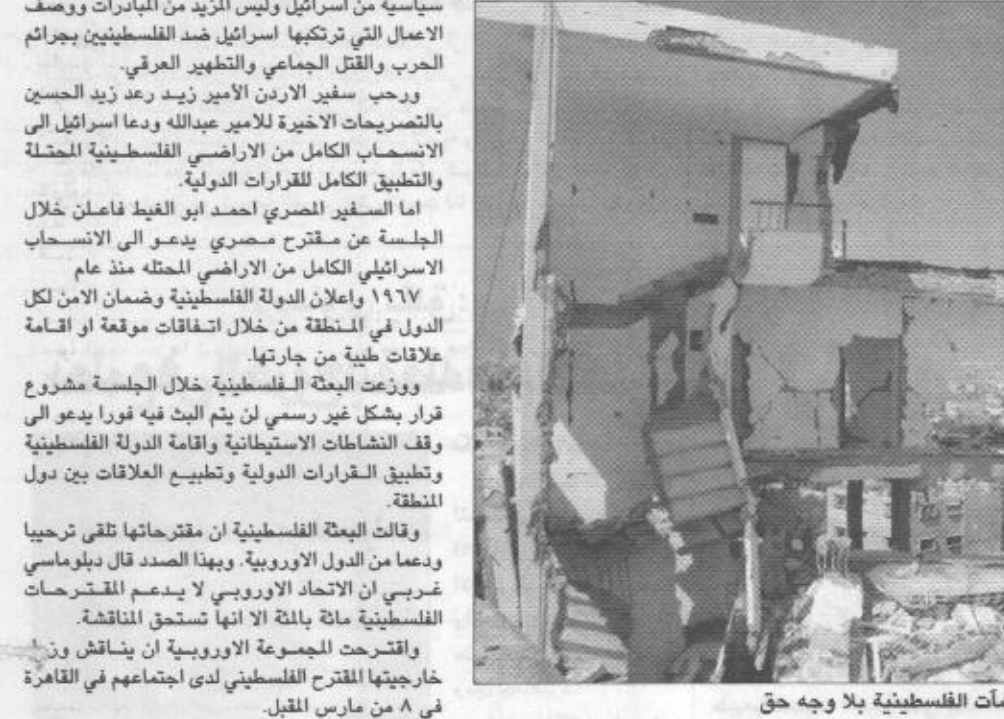 سياسية من اسرائيل وليس المزيد من المبادرات ووصف
الاعمال التي ترتكبها اسرائيل ضد الفلسطينيين بجرائم
الحرب والقتل الجماعي والتطهير العرقي.
ورحب سفير الاردن الأمير زيد رعد زيد الحسين
بالتصريحات الاخيرة للامير عبدالله ودعا اسرائيل الى
الانسحاب الكامل من الاراضي الفلسطينية المحتلة
والتطبيق الكامل للقرارات الدولية.
اما السفير المصري احمد ابو الغيط فاعلن خلال
الجلسة عن مقترح مصري يدعو الى الانسحاب
الاسرائيلي الكامل من الاراضي المحتله منذ عام
١٩٦٧ واعلان الدولة الفلسطينية وضمان الامن لكل
الدول في المنطقة من خلال اتفاقات موقعة او اقامة
علاقات طيبة من جارتها.
ووزعت البعثة الفلسطينية خلال الجلسة مشروع
قرار بشكل غير رسمي لن يتم البث فيه فورا يدعو الى
وقف النشاطات الاستيطانية واقامة الدولة الفلسطينية
وتطبيق القرارات الدولية وتطبيع العلاقات بين دول
المنطقة.
وقالت البعثة الفلسطينية ان مقترحاتها تلقى ترحيبا
ودعما من الدول الاوروبية. وبهذا الصدد قال دبلوماسي
غربي ان الاتحاد الاوروبي لا يدعم المقترحات
الفلسطينية مائة بالمئة الا انها تستحق المناقشة.
واقترحت المجموعة الاوروبية ان يناقش
خارجيتها المقترح الفلسطيني لدى اجتماعهم في القاهرة
في ٨ من مارس المقبل.
الفلسطينية بلا وجه حق